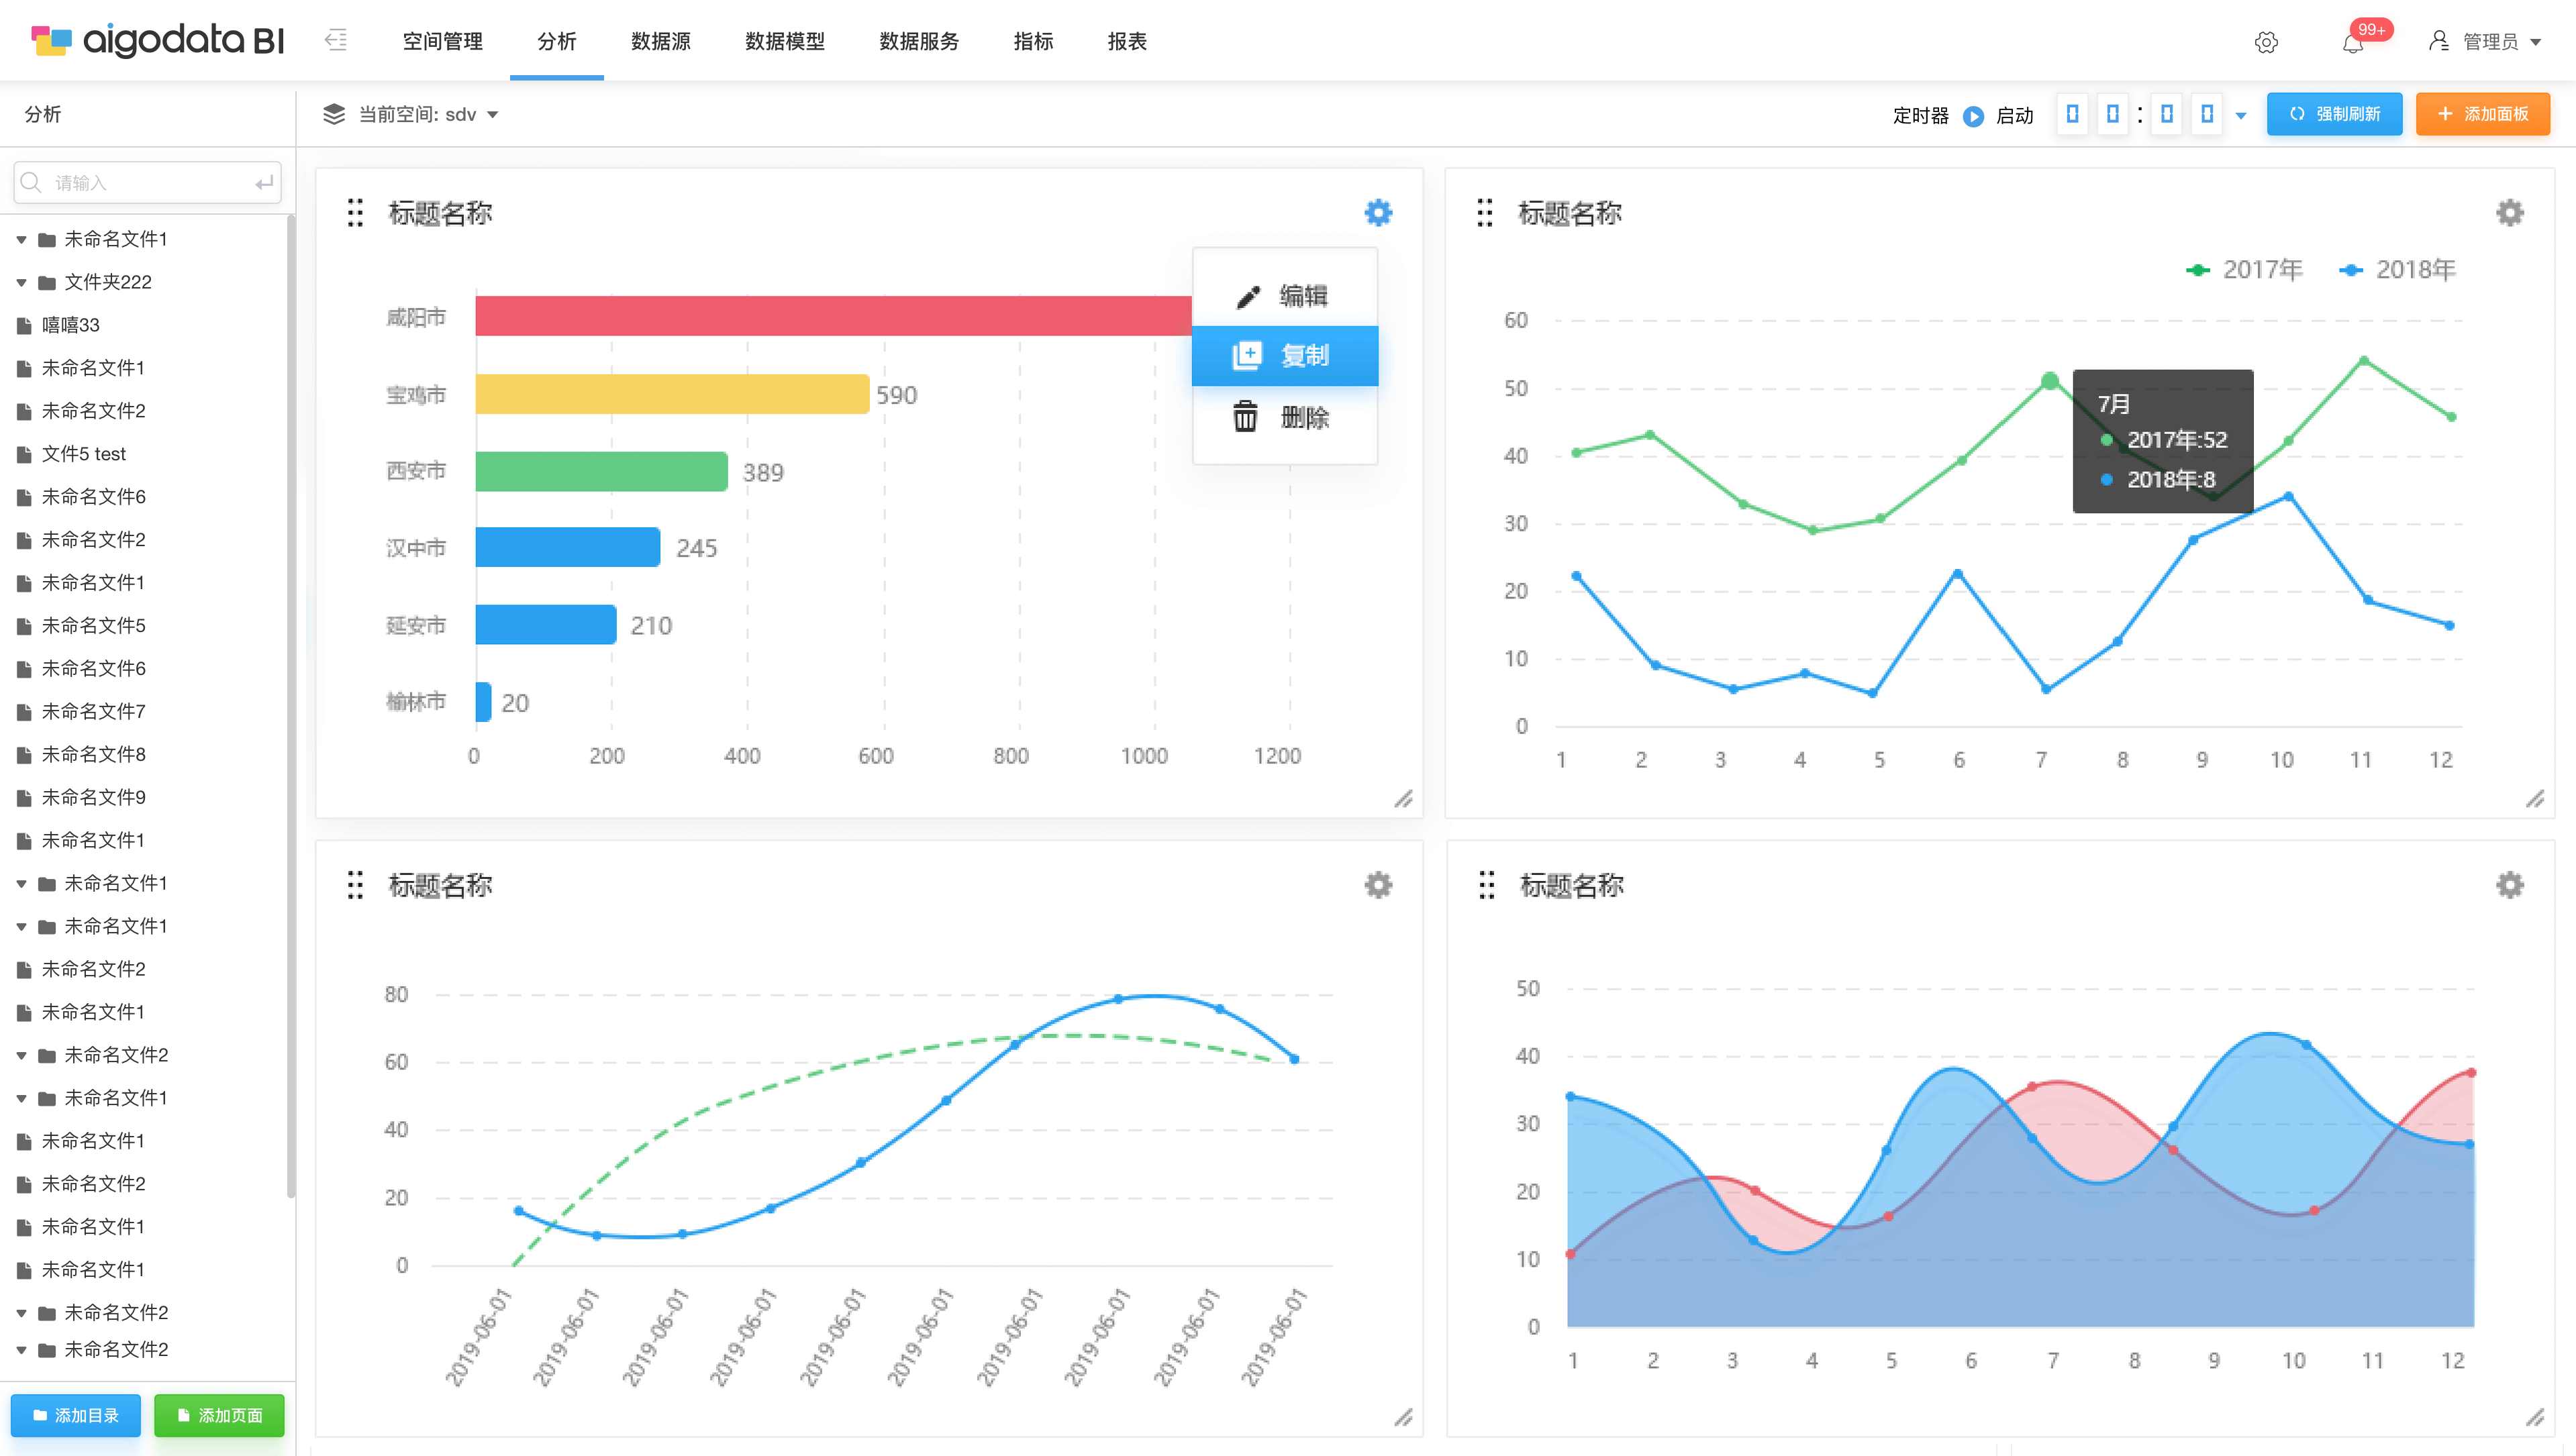 aigodata BI
空间管理 分析 数据源 数据模型 数据服务 指标 报表
99+
管理员
分析
当前空间: sdv
定时器 启动 0 0 : 0 0
强制刷新
添加面板
请输入
未命名文件1
文件夹222
嘻嘻33
未命名文件1
未命名文件2
文件5 test
未命名文件6
未命名文件2
未命名文件1
未命名文件5
未命名文件6
未命名文件7
未命名文件8
未命名文件9
未命名文件1
未命名文件1
未命名文件1
未命名文件2
未命名文件1
未命名文件2
未命名文件1
未命名文件1
未命名文件2
未命名文件1
未命名文件1
未命名文件2
未命名文件2
添加目录
添加页面
标题名称
编辑
复制
删除
咸阳市
宝鸡市 590
西安市 389
汉中市 245
延安市 210
榆林市 20
0 200 400 600 800 1000 1200
标题名称
2017年 2018年
60
50
40
30
20
10
0
7月
2017年:52
2018年:8
1 2 3 4 5 6 7 8 9 10 11 12
标题名称
80
60
40
20
0
2019-06-01 2019-06-01 2019-06-01 2019-06-01 2019-06-01 2019-06-01 2019-06-01 2019-06-01 2019-06-01 2019-06-01
标题名称
50
40
30
20
10
0
1 2 3 4 5 6 7 8 9 10 11 12